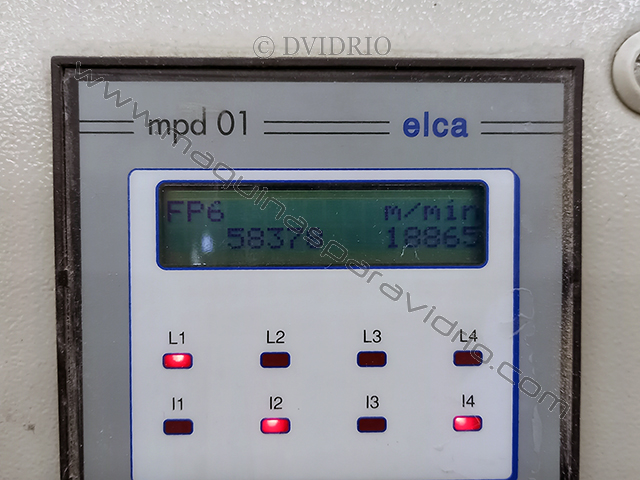 © DVIDRIO
www.maquinasparavidrio.com
mpd 01 elca
FP6 m/min
58375 18865
L1 L2 L3 L4
I1 I2 I3 I4